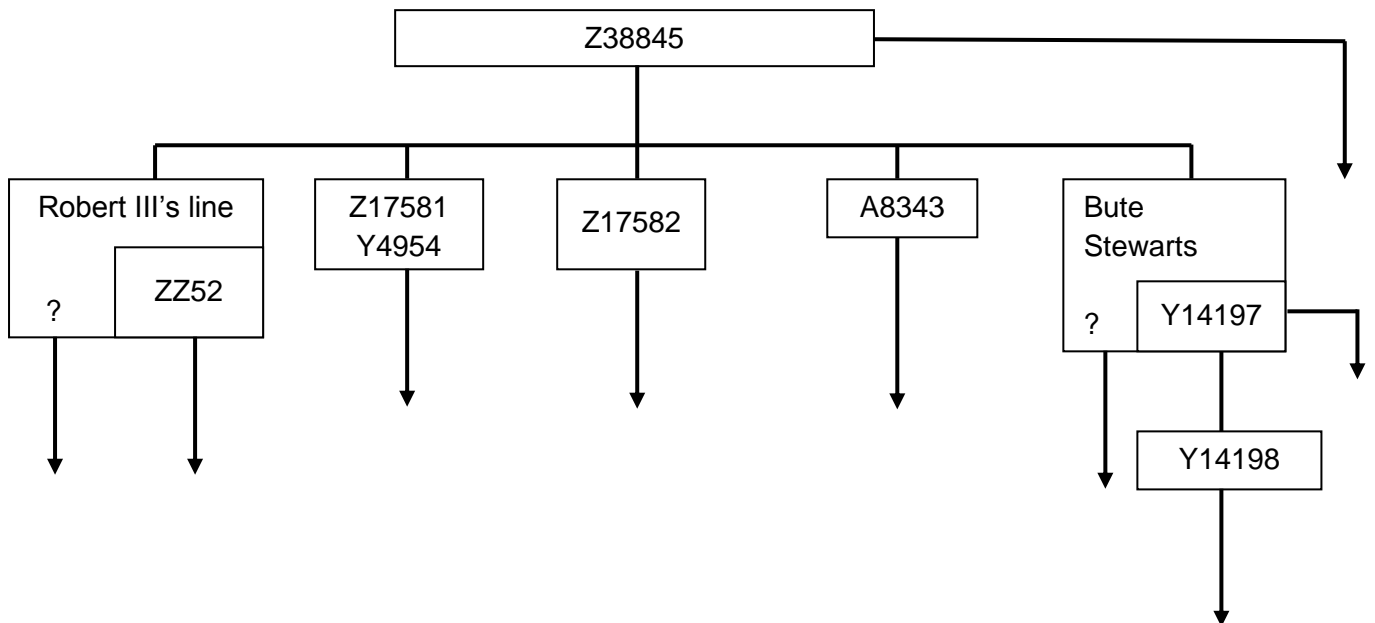 Z38845
Robert III’s line
?
ZZ52
Z17581
Y4954
Z17582
A8343
Bute
Stewarts
?
Y14197
Y14198